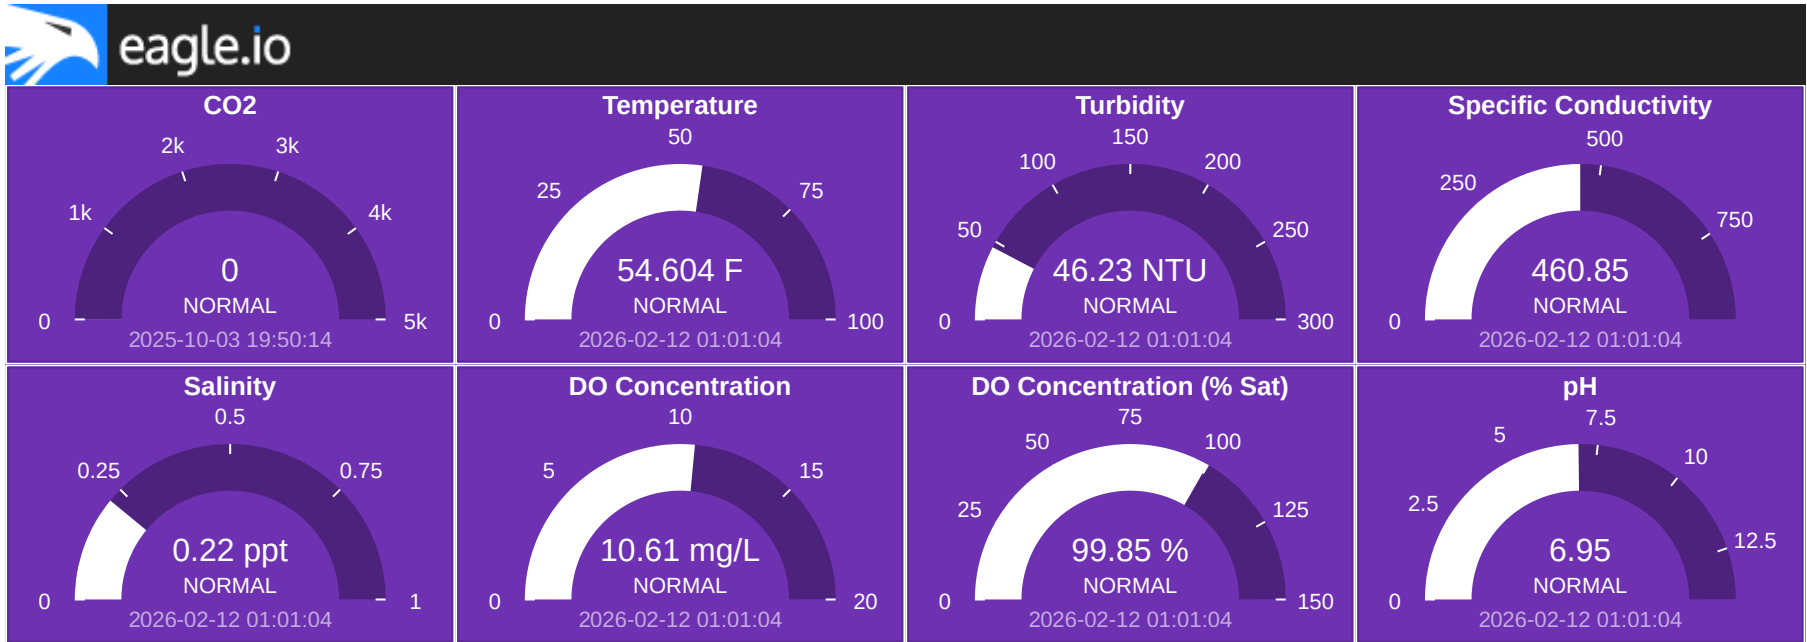 eagle.io
CO2
2k
3k
1k
4k
0
5k
0
NORMAL
2025-10-03 19:50:14
Temperature
50
25
75
0
100
54.604 F
NORMAL
2026-02-12 01:01:04
Turbidity
150
100
200
50
250
0
300
46.23 NTU
NORMAL
2026-02-12 01:01:04
Specific Conductivity
500
250
750
0
460.85
NORMAL
2026-02-12 01:01:04
Salinity
0.5
0.25
0.75
0
1
0.22 ppt
NORMAL
2026-02-12 01:01:04
DO Concentration
10
5
15
0
20
10.61 mg/L
NORMAL
2026-02-12 01:01:04
DO Concentration (% Sat)
75
50
100
25
125
0
150
99.85 %
NORMAL
2026-02-12 01:01:04
pH
7.5
5
10
2.5
12.5
0
6.95
NORMAL
2026-02-12 01:01:04